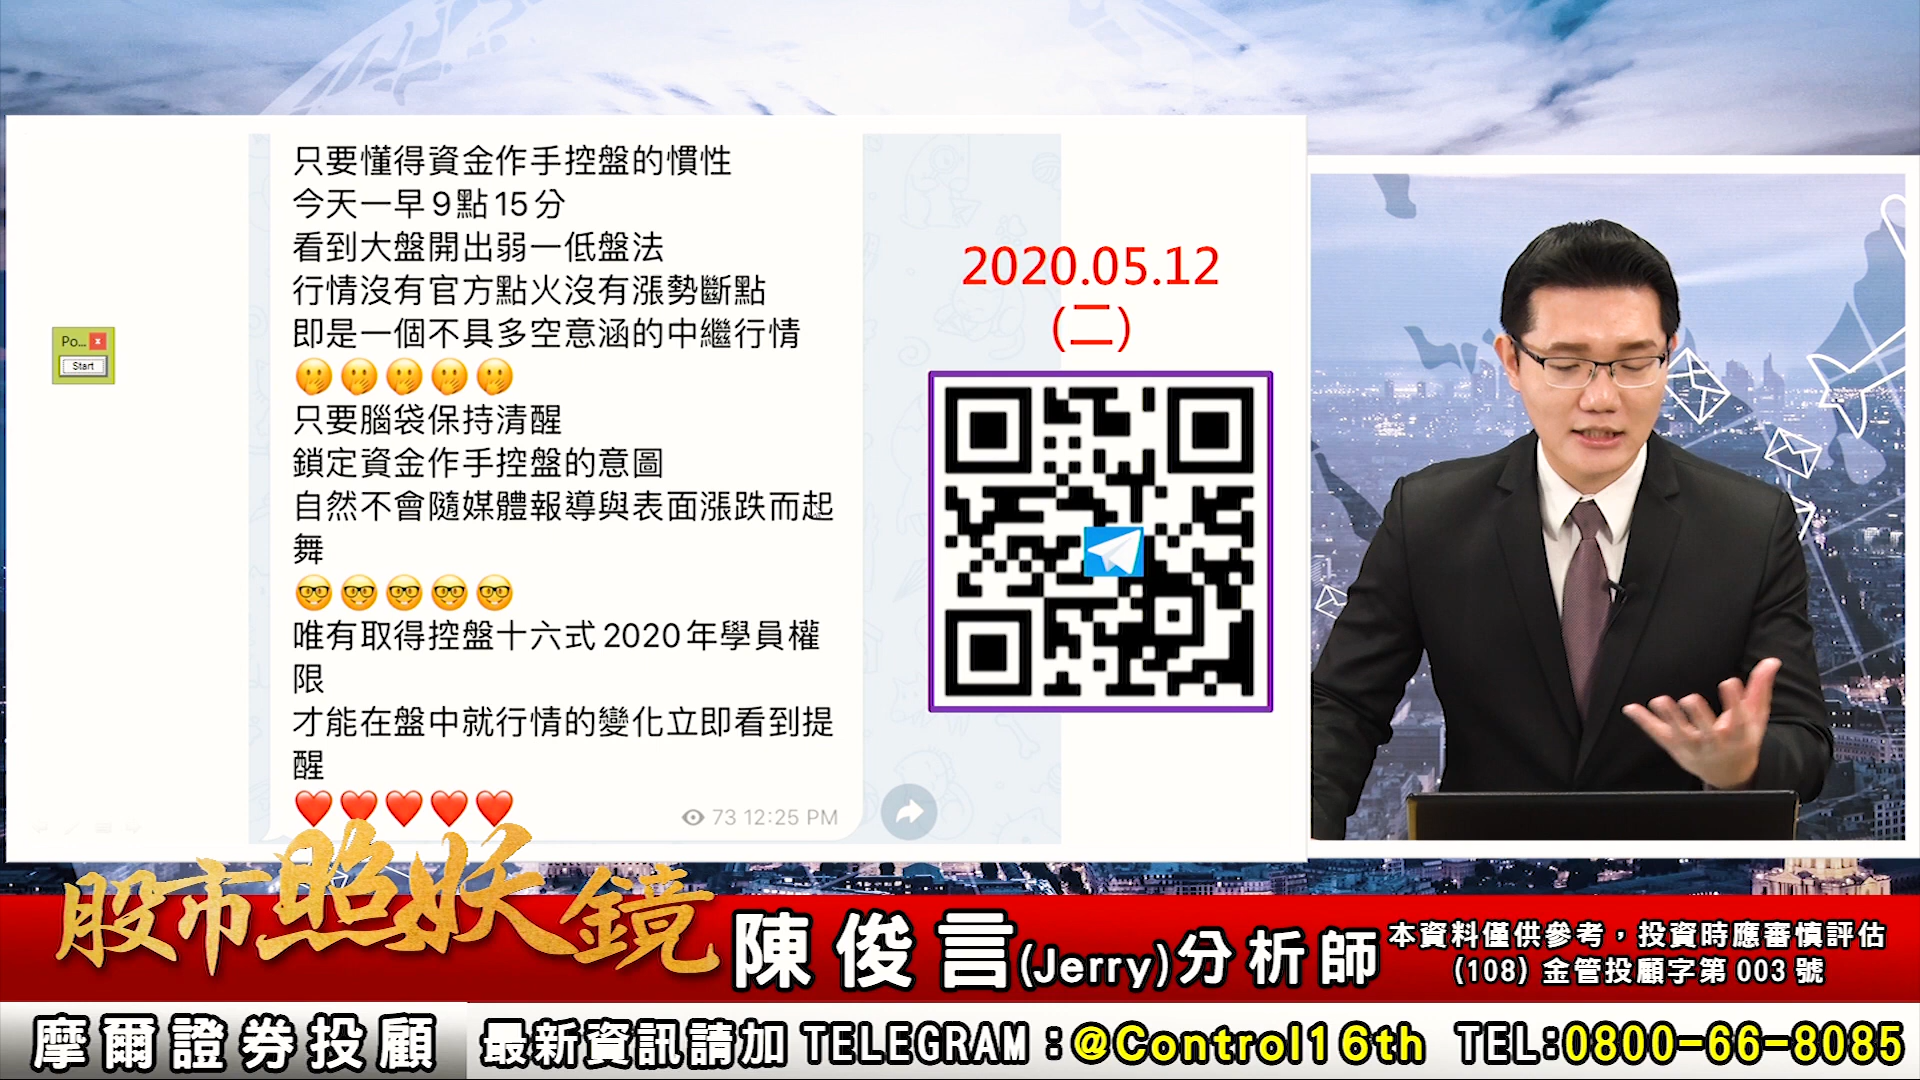 只要懂得資金作手控盤的慣性
今天一早9點15分
看到大盤開出弱一低盤法
行情沒有官方點火沒有漲勢斷點
即是一個不具多空意涵的中繼行情
🤭🤭🤭🤭🤭
只要腦袋保持清醒
鎖定資金作手控盤的意圖
自然不會隨媒體報導與表面漲跌而起
舞
🤓🤓🤓🤓🤓
唯有取得控盤十六式2020年學員權
限
才能在盤中就行情的變化立即看到提
醒
❤️❤️❤️❤️❤️
73 12:25 PM
Po... x
Start
2020.05.12
(二)
股市照妖鏡
陳俊言(Jerry)分析師
本資料僅供參考，投資時應審慎評估
(108) 金管投顧字第 003 號
摩爾證券投顧
最新資訊請加 TELEGRAM：@Control16th TEL:0800-66-8085